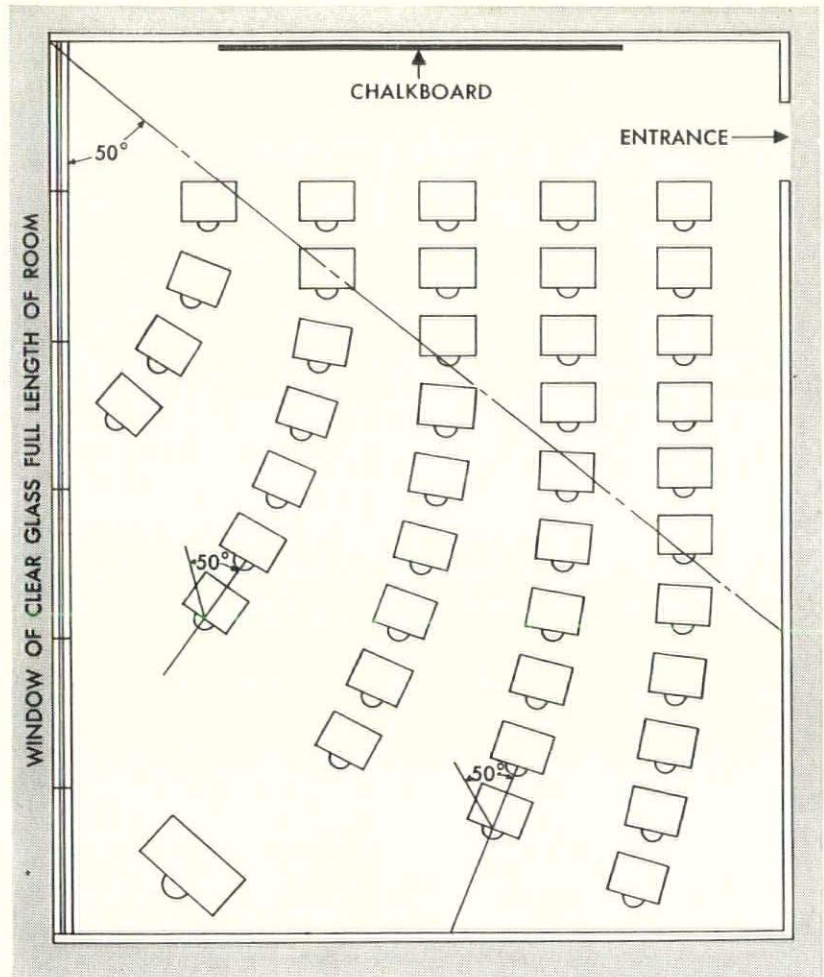 CHALKBOARD
ENTRANCE
50°
WINDOW OF CLEAR GLASS FULL LENGTH OF ROOM
50°
50°